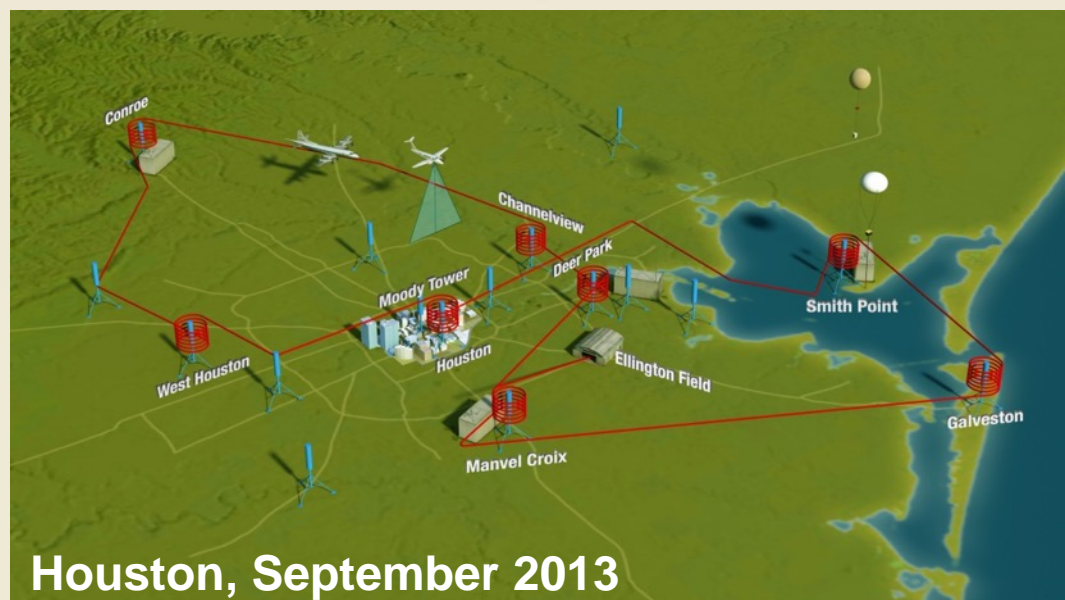 Conroe
Channelview
Deer Park
Moody Tower
Smith Point
Houston
West Houston
Ellington Field
Galveston
Manvel Croix
Houston, September 2013